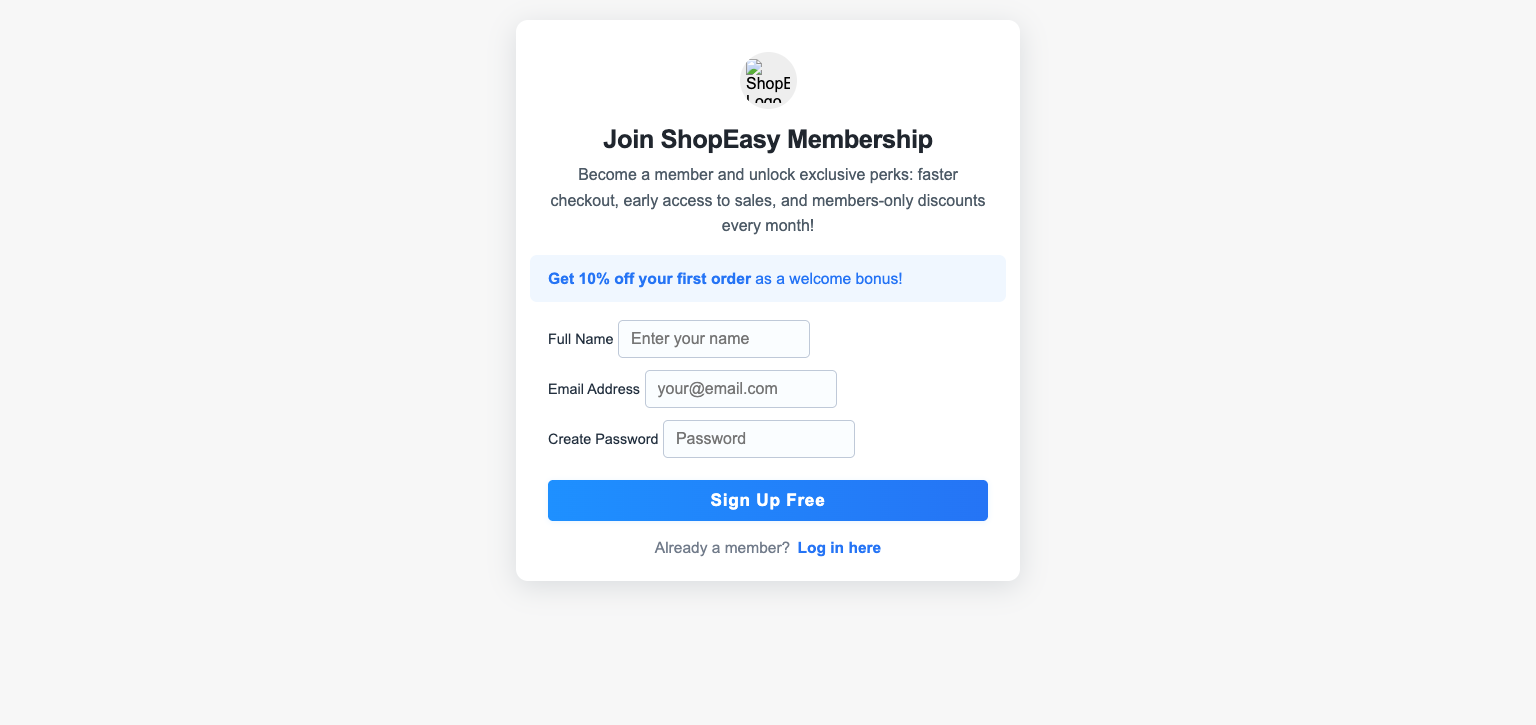 ShopE
Logo
Join ShopEasy Membership
Become a member and unlock exclusive perks: faster
checkout, early access to sales, and members-only discounts
every month!
Get 10% off your first order as a welcome bonus!
Full Name Enter your name
Email Address your@email.com
Create Password Password
Sign Up Free
Already a member? Log in here